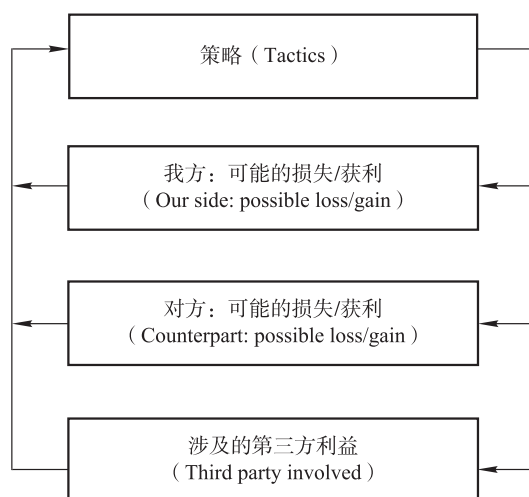 策略（Tactics）
我方：可能的损失/获利
（Our side: possible loss/gain）
对方：可能的损失/获利
（Counterpart: possible loss/gain）
涉及的第三方利益
（Third party involved）